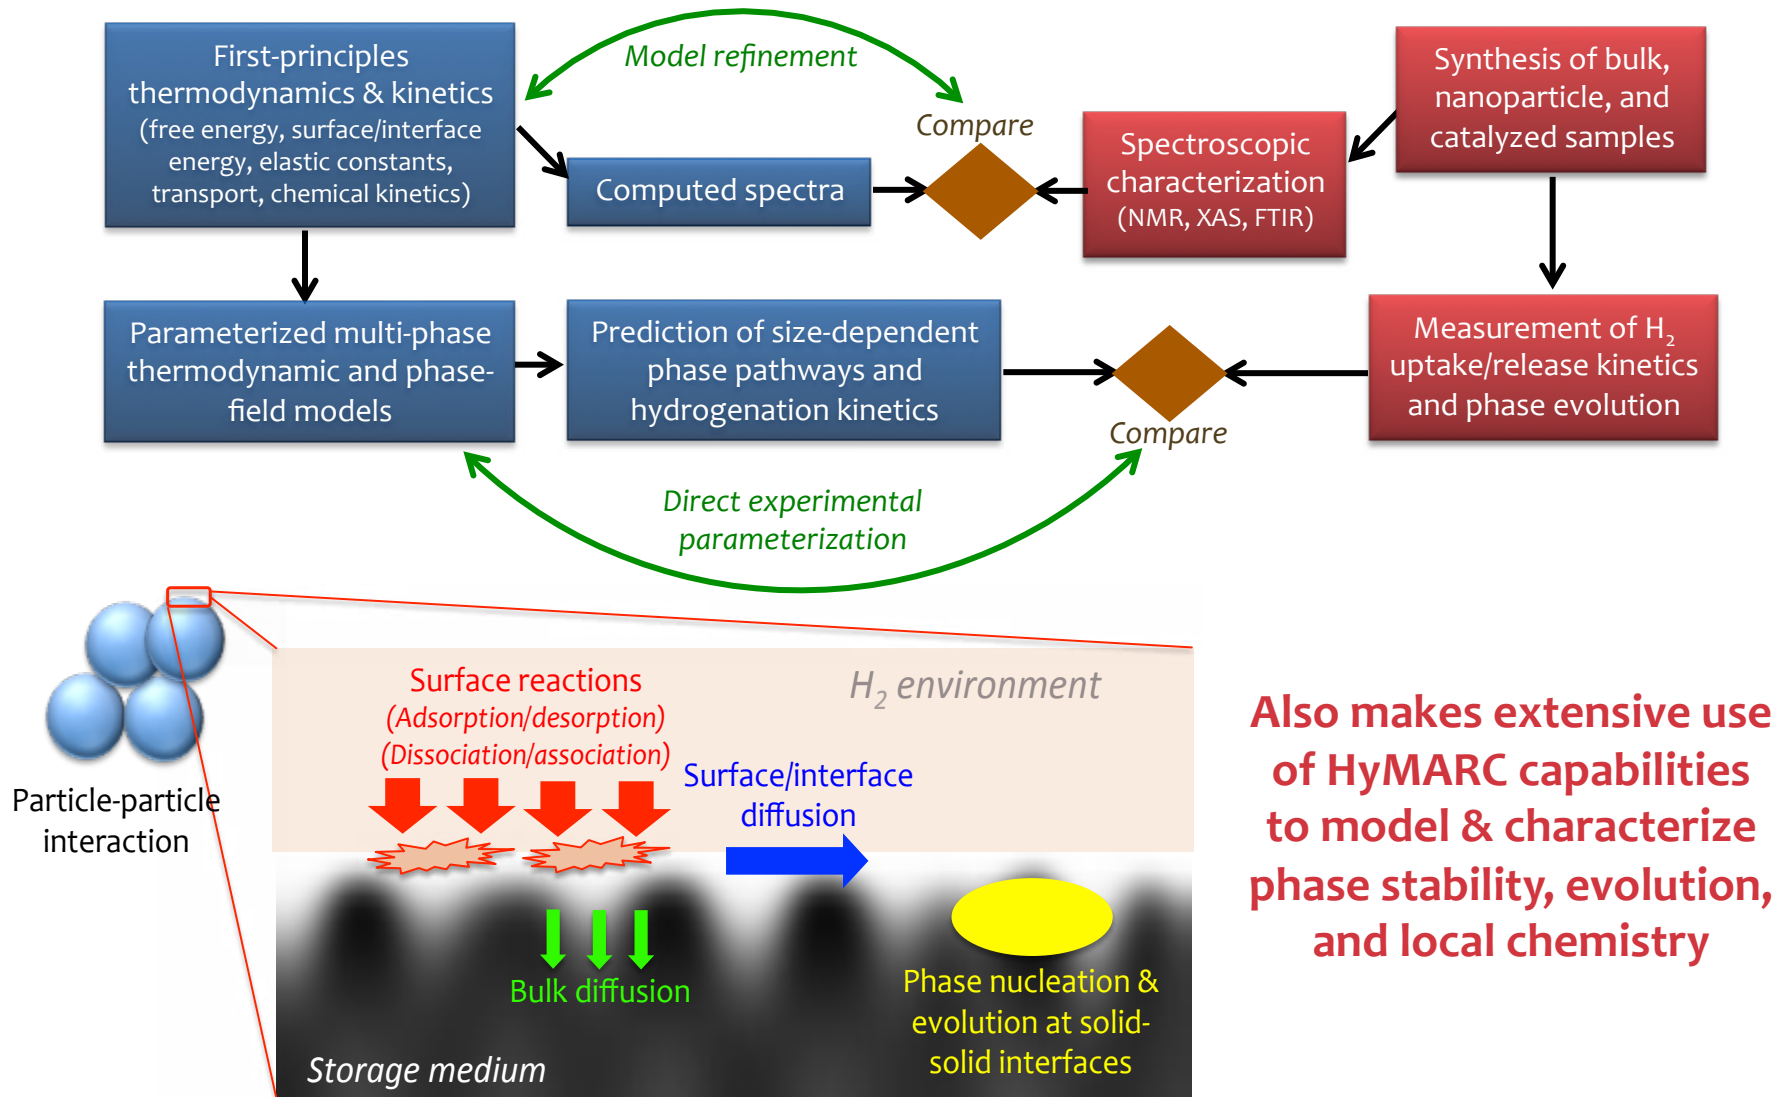 First-principles
thermodynamics & kinetics
(free energy, surface/interface
energy, elastic constants,
transport, chemical kinetics)
Model refinement
Compare
Computed spectra
Spectroscopic
characterization
(NMR, XAS, FTIR)
Synthesis of bulk,
nanoparticle, and
catalyzed samples
Parameterized multi-phase
thermodynamic and phase-
field models
Prediction of size-dependent
phase pathways and
hydrogenation kinetics
Compare
Measurement of H₂
uptake/release kinetics
and phase evolution
Direct experimental
parameterization
Particle-particle
interaction
Surface reactions
(Adsorption/desorption)
(Dissociation/association)
H₂ environment
Surface/interface
diffusion
Bulk diffusion
Phase nucleation &
evolution at solid-
solid interfaces
Storage medium
Also makes extensive use
of HyMARC capabilities
to model & characterize
phase stability, evolution,
and local chemistry